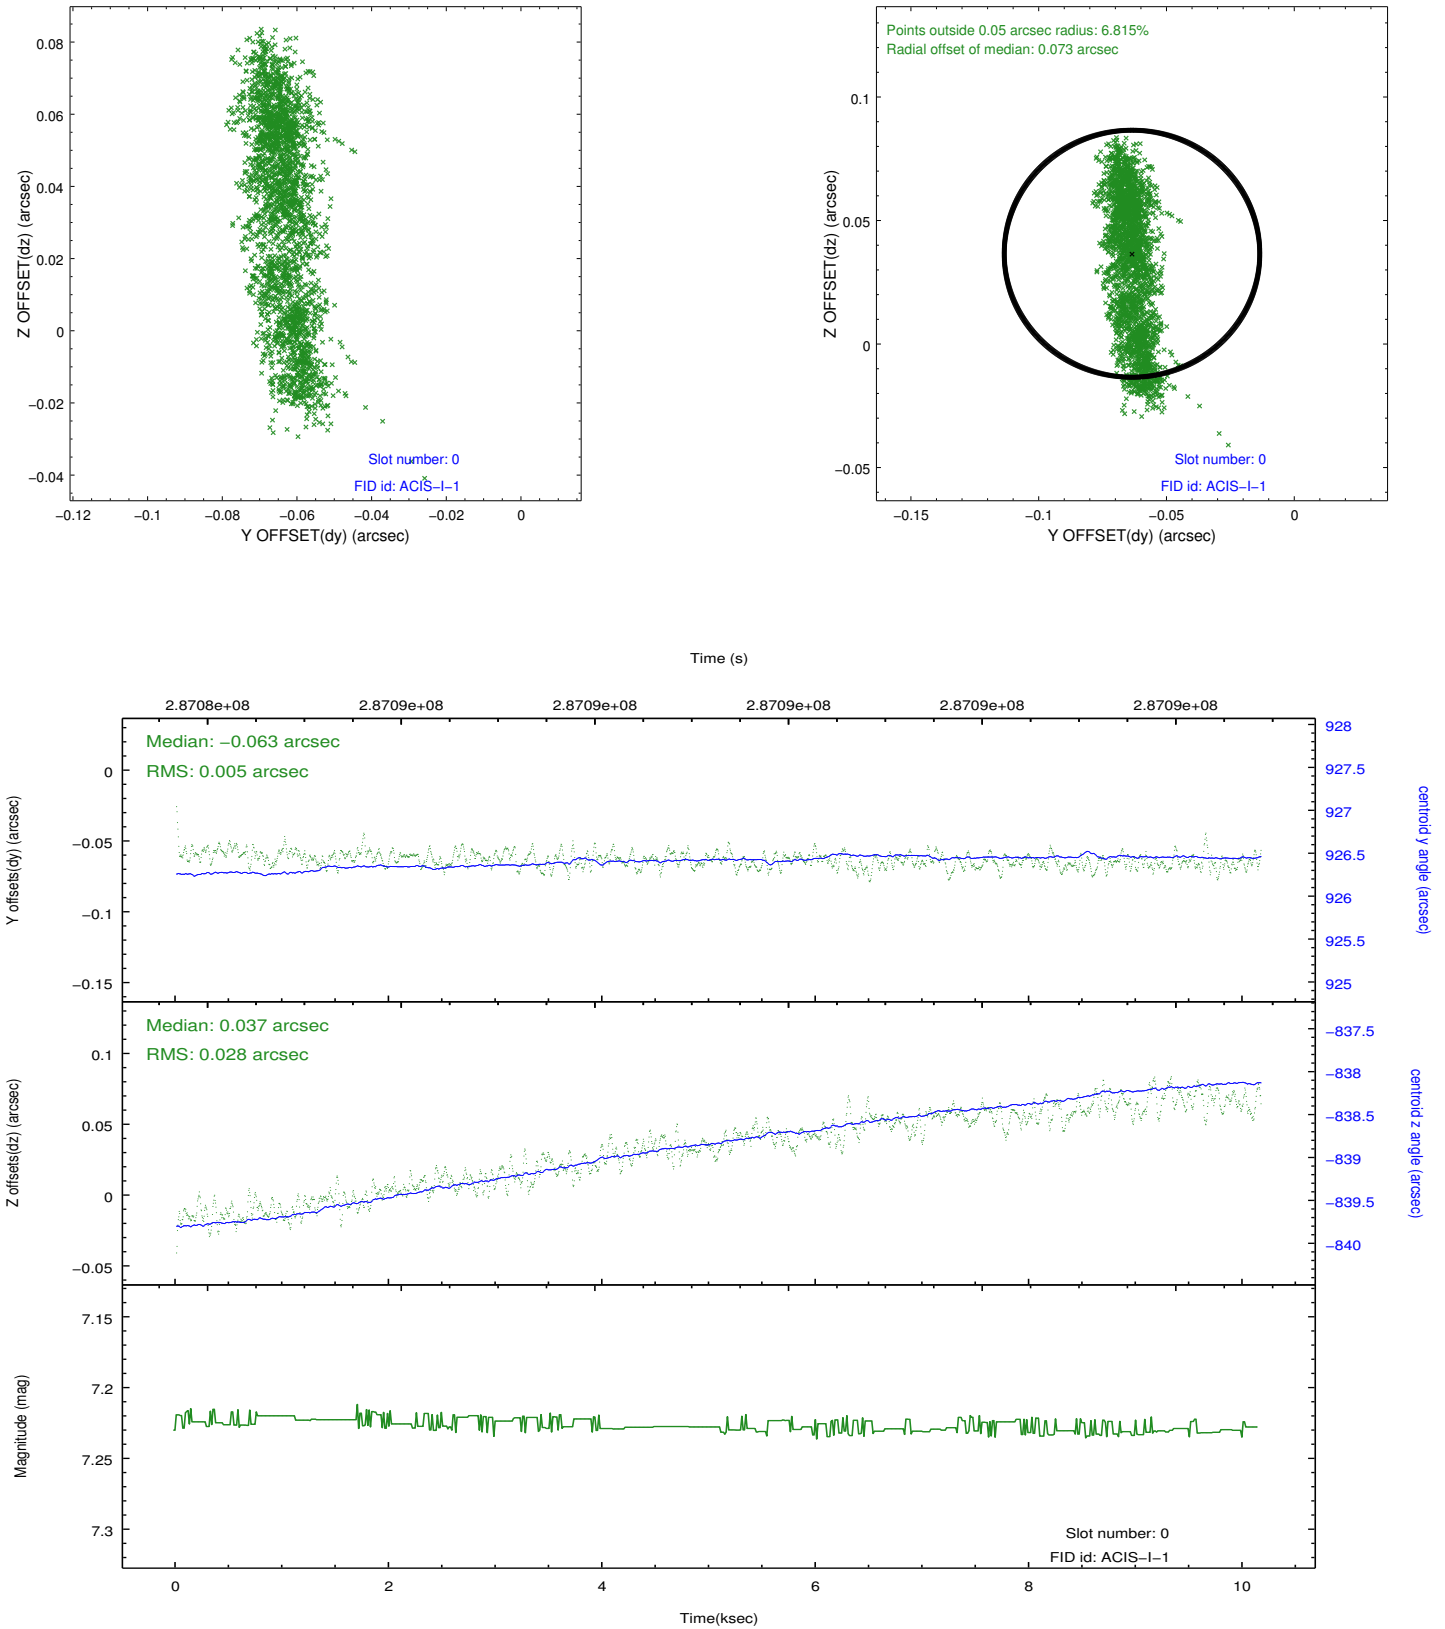 0.08
0.06
0.04
0.02
0
−0.02
−0.04
Z OFFSET(dz) (arcsec)
Slot number: 0
FID id: ACIS−I−1
−0.12 −0.1 −0.08 −0.06 −0.04 −0.02 0
Y OFFSET(dy) (arcsec)
Points outside 0.05 arcsec radius: 6.815%
Radial offset of median: 0.073 arcsec
0.1
0.05
0
−0.05
Z OFFSET(dz) (arcsec)
Slot number: 0
FID id: ACIS−I−1
−0.15 −0.1 −0.05 0
Y OFFSET(dy) (arcsec)
Time (s)
2.8708e+08 2.8709e+08 2.8709e+08 2.8709e+08 2.8709e+08 2.8709e+08
Median: −0.063 arcsec
RMS: 0.005 arcsec
0
−0.05
−0.1
−0.15
Y offsets(dy) (arcsec)
928
927.5
927
926.5
926
925.5
925
centroid y angle (arcsec)
Median: 0.037 arcsec
RMS: 0.028 arcsec
0.1
0.05
0
−0.05
Z offsets(dz) (arcsec)
−837.5
−838
−838.5
−839
−839.5
−840
centroid z angle (arcsec)
7.15
7.2
7.25
7.3
Magnitude (mag)
Slot number: 0
FID id: ACIS−I−1
0 2 4 6 8 10
Time(ksec)